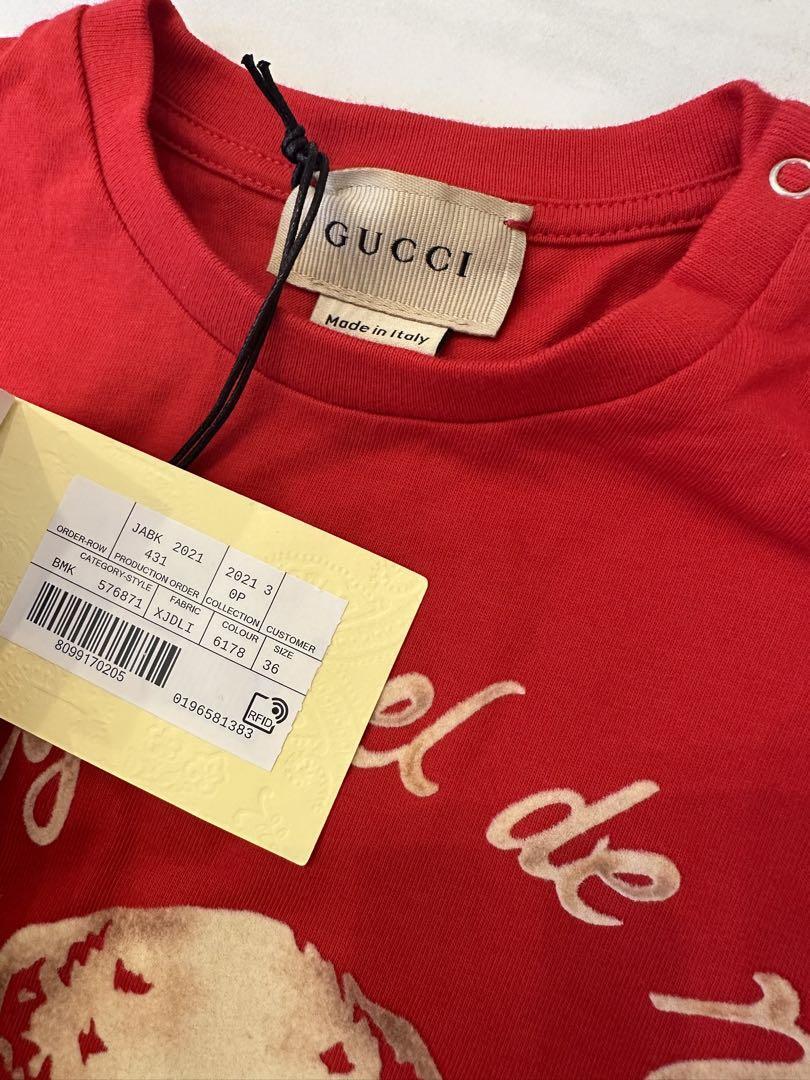 GUCCI
Made in Italy
JABK 2021
431
2021 3
0P
ORDER-ROW
PRODUCTION ORDER
COLLECTION
CUSTOMER
CATEGORY-STYLE
FABRIC
COLOUR
SIZE
BMK 576871
XJDLI
6178
36
8099170205
0196581383
RFID
el de